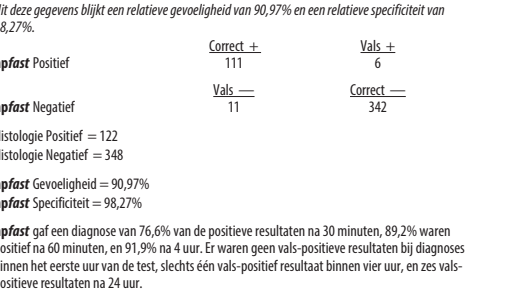 dit deze gegevens blijkt een relatieve gevoeligheid van 90,97% en een relatieve specificiteit van
8,27%.
Correct + Vals +
pfast Positief 111 6
Vals — Correct —
pfast Negatief 11 342
istologie Positief = 122
istologie Negatief = 348
pfast Gevoeligheid = 90,97%
pfast Specificiteit = 98,27%
pfast gaf een diagnose van 76,6% van de positieve resultaten na 30 minuten, 89,2% waren
ositief na 60 minuten, en 91,9% na 4 uur. Er waren geen vals-positieve resultaten bij diagnoses
innen het eerste uur van de test, slechts één vals-positief resultaat binnen vier uur, en zes vals-
ositieve resultaten na 24 uur.